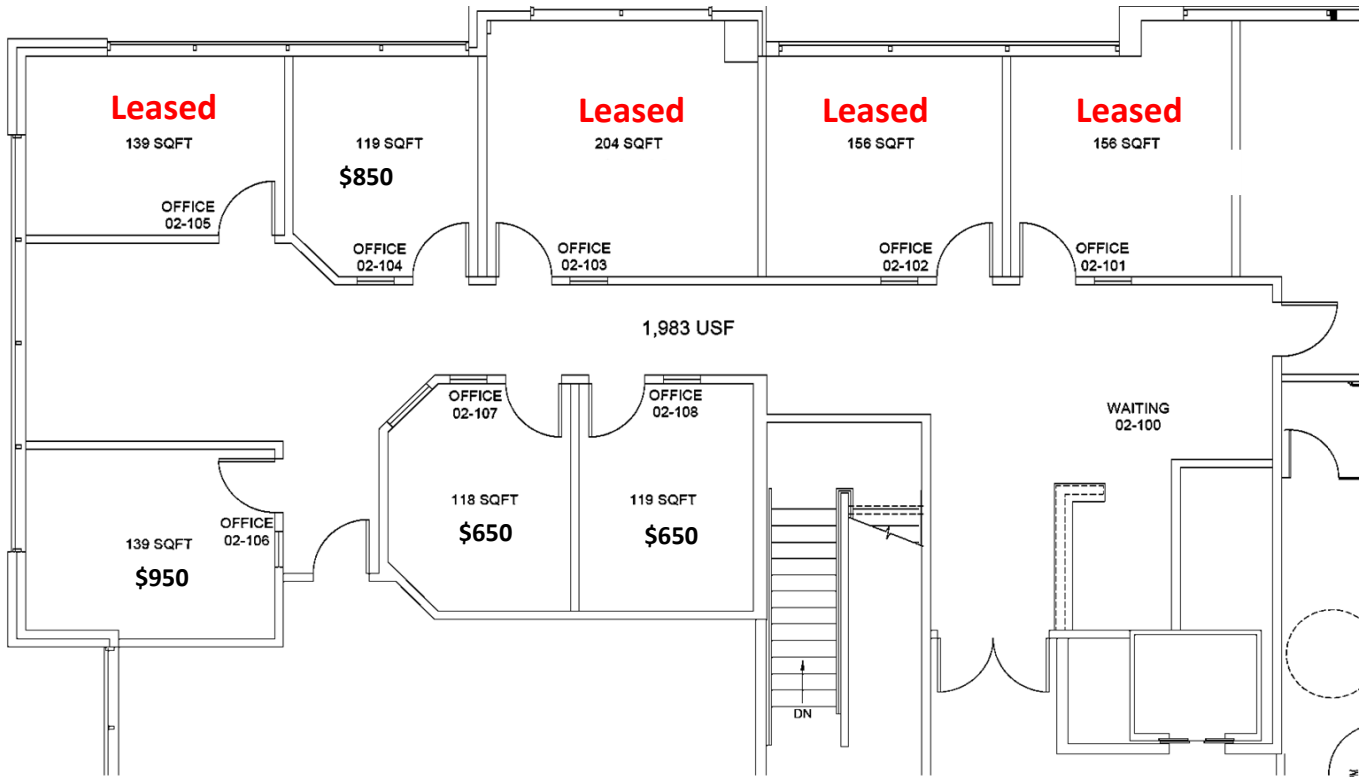 Leased
139 SQFT
OFFICE
02-105
119 SQFT
$850
OFFICE
02-104
Leased
204 SQFT
OFFICE
02-103
Leased
156 SQFT
OFFICE
02-102
Leased
156 SQFT
OFFICE
02-101
1,983 USF
OFFICE
02-107
118 SQFT
$650
OFFICE
02-108
119 SQFT
$650
WAITING
02-100
OFFICE
02-106
139 SQFT
$950
DN